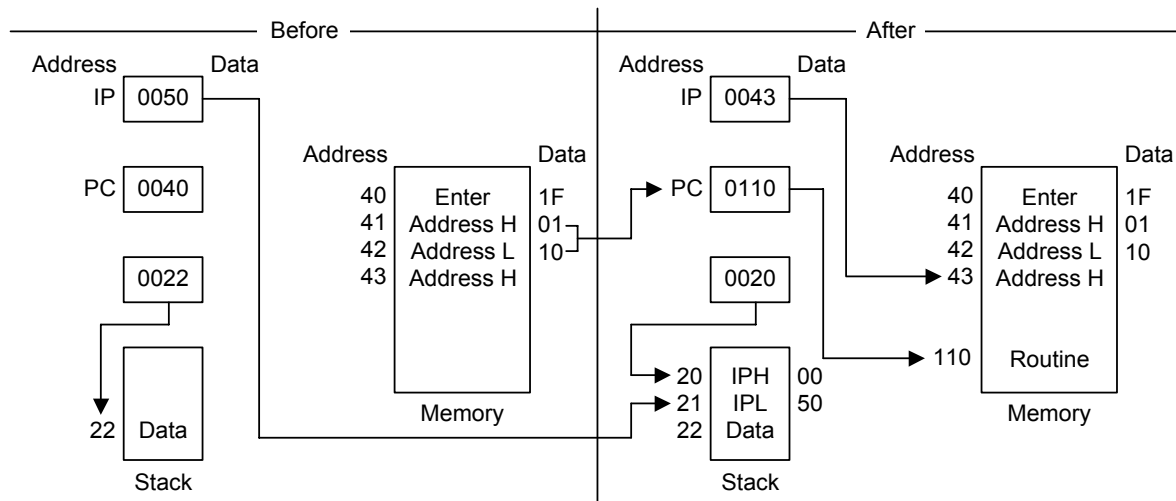 Before
Address Data
IP 0050
PC 0040
0022
22 Data
Stack
Address Data
40 Enter 1F
41 Address H 01
42 Address L 10
43 Address H
Memory
After
Address Data
IP 0043
PC 0110
0020
20 IPH 00
21 IPL 50
22 Data
Stack
Address Data
40 Enter 1F
41 Address H 01
42 Address L 10
43 Address H
110 Routine
Memory